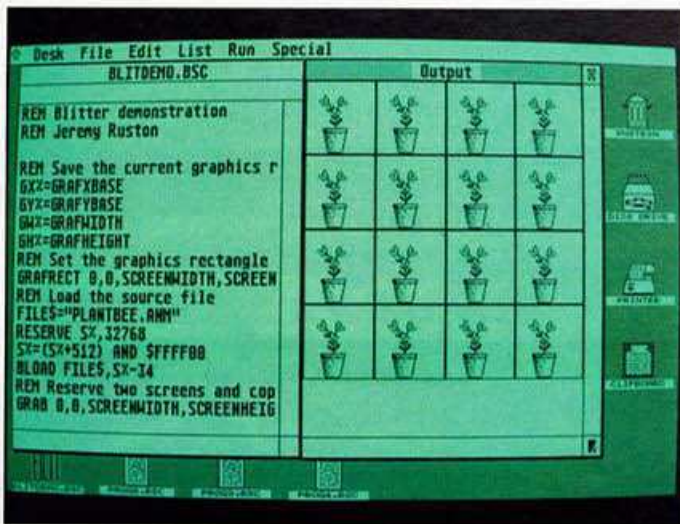 Desk File Edit List Run Special
BLITDEMO.BSC
Output
REM Blitter demonstration
REM Jeremy Ruston
REM Save the current graphics r
GX%=GRAFXBASE
GY%=GRAFYBASE
GW%=GRAFWIDTH
GH%=GRAFHEIGHT
REM Set the graphics rectangle
GRAFRECT 0,0,SCREENWIDTH,SCREEN
REM Load the source file
FILE$="PLANTBEE.ANM"
RESERVE S%,32768
S%=(S%+512) AND $FFFF00
BLOAD FILE$,S%-34
REM Reserve two screens and cop
GRAB 0,0,SCREENWIDTH,SCREENHEIG
DISK DRIVE
PRINTER
CLIPBOARD